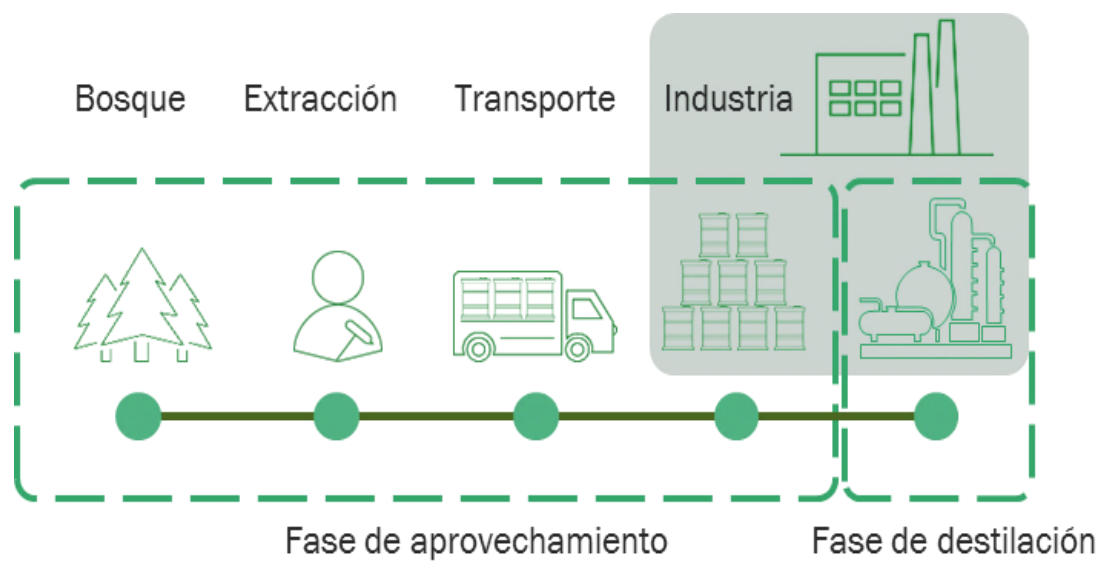 Bosque Extracción Transporte Industria
Fase de aprovechamiento Fase de destilación